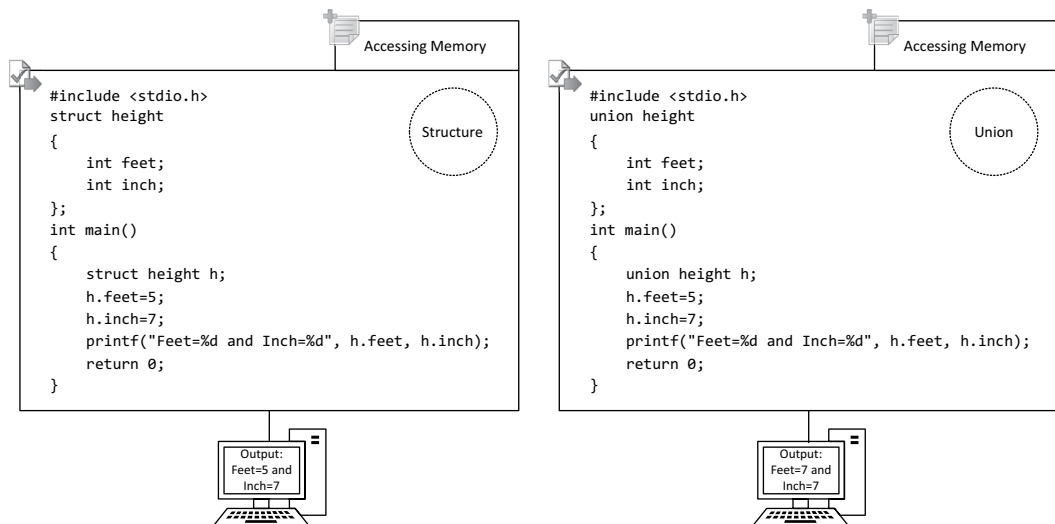 Accessing Memory
#include <stdio.h>
struct height
{
int feet;
int inch;
};
int main()
{
struct height h;
h.feet=5;
h.inch=7;
printf("Feet=%d and Inch=%d", h.feet, h.inch);
return 0;
}
Structure
Output:
Feet=5 and
Inch=7
Accessing Memory
#include <stdio.h>
union height
{
int feet;
int inch;
};
int main()
{
union height h;
h.feet=5;
h.inch=7;
printf("Feet=%d and Inch=%d", h.feet, h.inch);
return 0;
}
Union
Output:
Feet=7 and
Inch=7